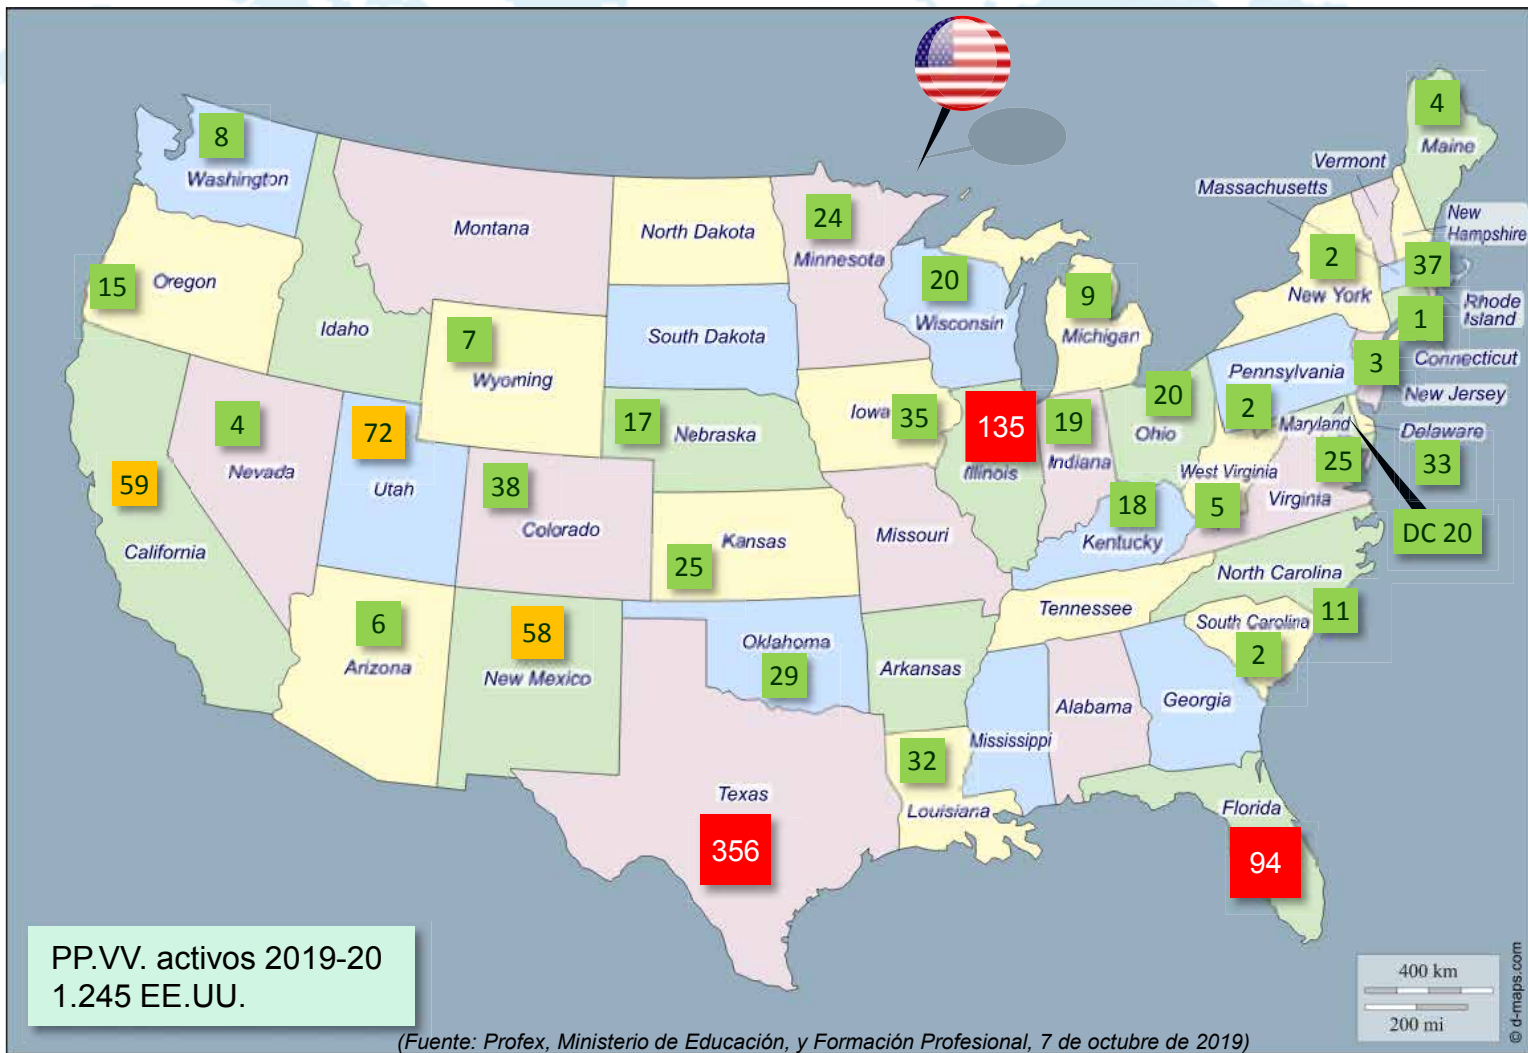 4
Maine
8
Washington
Vermont
Massachusetts
New
Hampshire
Montana
North Dakota
24
Minnesota
2
New York
37
15
Oregon
20
Wisconsin
9
Michigan
Rhode
Island
1
Idaho
7
Wyoming
South Dakota
Pennsylvania
3
Connecticut
New Jersey
4
Nevada
72
Utah
17
Nebraska
Iowa
35
135
Illinois
19
Indiana
20
Ohio
2
Maryland
Delaware
33
59
California
38
Colorado
West Virginia
5
25
Virginia
DC 20
25
Kansas
Missouri
18
Kentucky
North Carolina
11
6
Arizona
58
New Mexico
Oklahoma
29
Tennessee
South Carolina
2
Arkansas
Mississippi
Alabama
Georgia
32
Louisiana
Texas
356
Florida
94
PP.VV. activos 2019-20
1.245 EE.UU.
400 km
200 mi
© d-maps.com
(Fuente: Profex, Ministerio de Educación, y Formación Profesional, 7 de octubre de 2019)